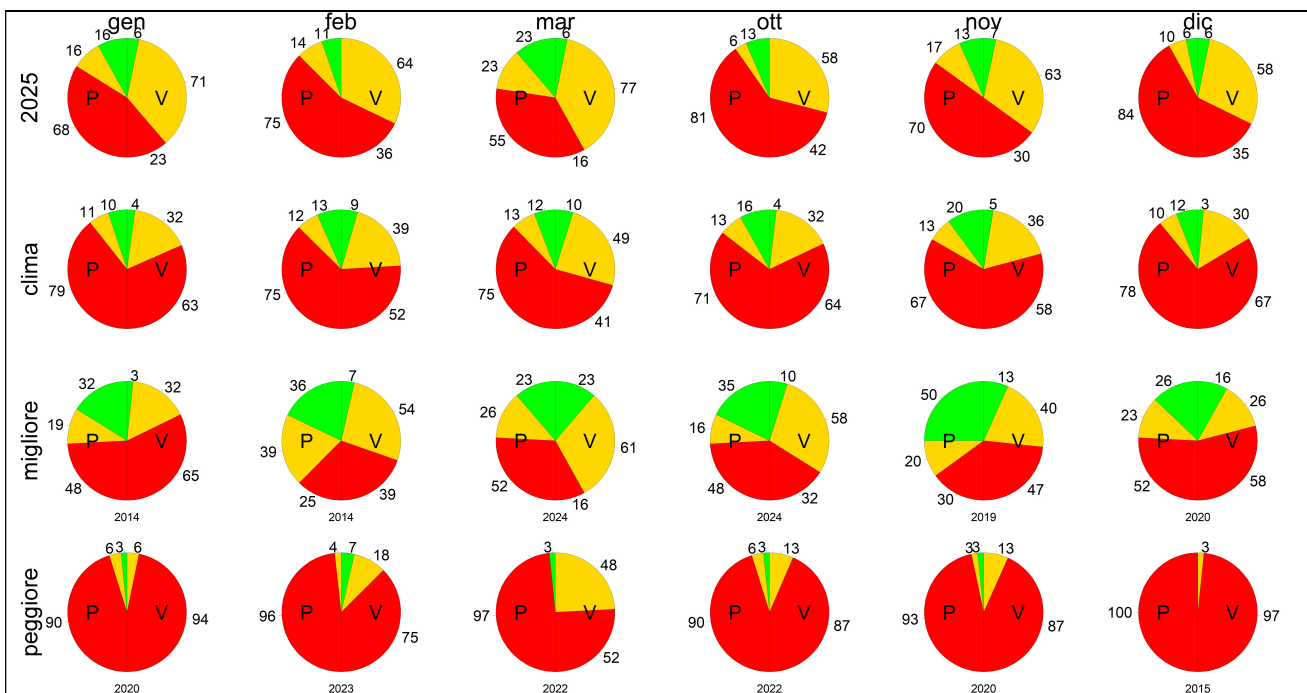 gen feb mar ott nov dic
2025
16 16 6 71 23 68 P V
14 11 64 36 75 P V
23 23 6 77 16 55 P V
6 13 58 42 81 P V
17 13 7 63 30 70 P V
10 6 6 58 35 84 P V
clima
11 10 4 32 63 79 P V
12 13 9 39 52 75 P V
13 12 10 49 41 75 P V
13 16 4 32 64 71 P V
13 20 5 36 58 67 P V
10 12 3 30 67 78 P V
migliore
19 32 3 32 65 48 P V
39 36 7 54 39 25 P V
26 23 23 61 16 52 P V
16 35 10 58 32 48 P V
20 50 13 40 47 30 P V
23 26 16 26 58 52 P V
2014 2014 2024 2024 2019 2020
peggiore
6 3 6 94 90 P V
4 7 18 75 96 P V
3 48 52 97 P V
6 3 13 87 90 P V
3 3 13 87 93 P V
3 97 100 P V
2020 2023 2022 2022 2020 2015